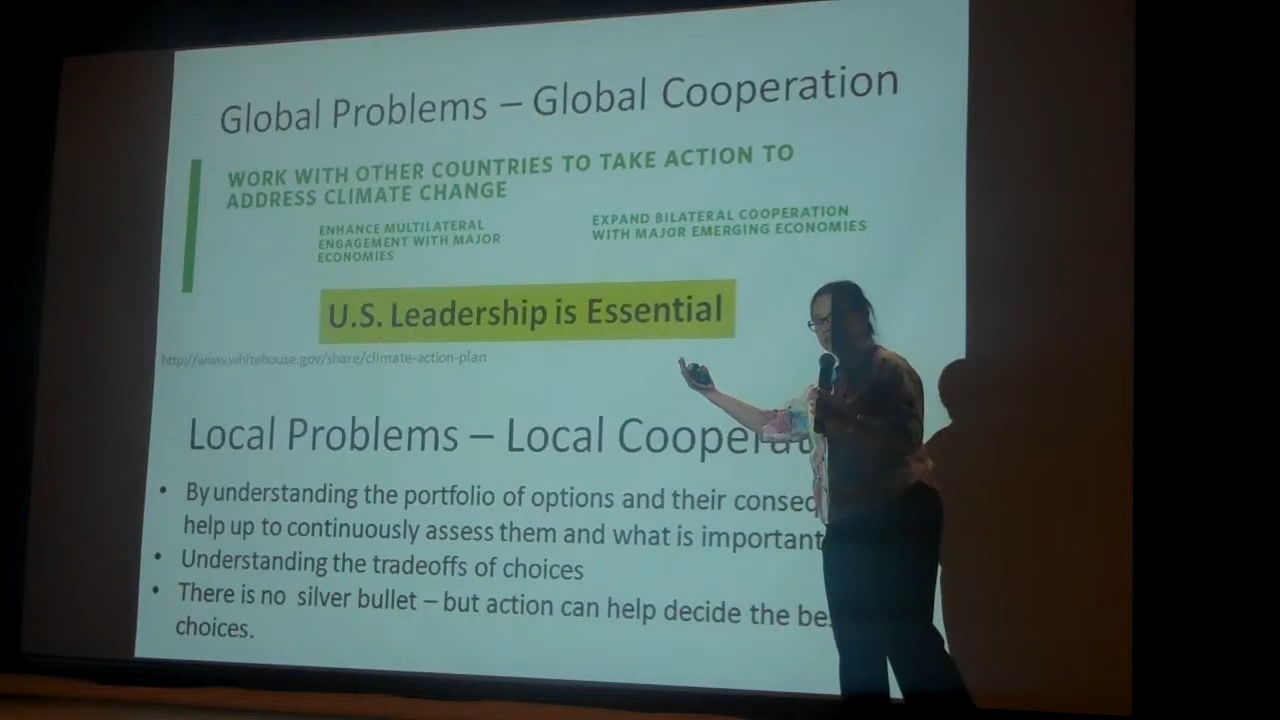 Global Problems – Global Cooperation
WORK WITH OTHER COUNTRIES TO TAKE ACTION TO
ADDRESS CLIMATE CHANGE
ENHANCE MULTILATERAL
ENGAGEMENT WITH MAJOR
ECONOMIES
EXPAND BILATERAL COOPERATION
WITH MAJOR EMERGING ECONOMIES
U.S. Leadership is Essential
http://www.whitehouse.gov/share/climate-action-plan
Local Problems – Local
• By understanding the portfolio of options and their
help up to continuously assess them and what is important
• Understanding the tradeoffs of choices
• There is no silver bullet – but action can help decide the
choices.